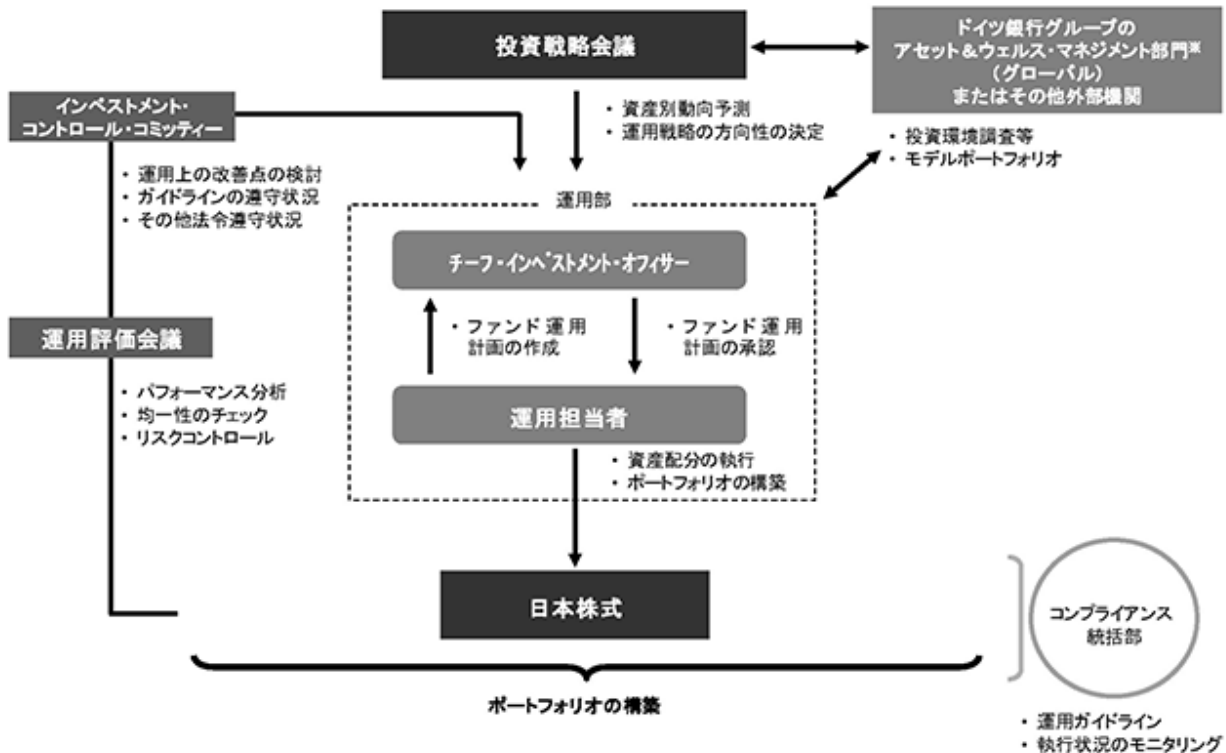 投資戦略会議
ドイツ銀行グループの
アセット&ウェルス・マネジメント部門※
(グローバル)
またはその他外部機関
インベストメント・
コントロール・コミッティー
・ 資産別動向予測
・ 運用戦略の方向性の決定
・ 投資環境調査等
・ モデルポートフォリオ
・ 運用上の改善点の検討
・ ガイドラインの遵守状況
・ その他法令遵守状況
運用部
チーフ・インベストメント・オフィサー
・ ファンド運用
計画の作成
・ ファンド運用
計画の承認
運用評価会議
・ パフォーマンス分析
・ 均一性のチェック
・ リスクコントロール
運用担当者
・ 資産配分の執行
・ ポートフォリオの構築
日本株式
コンプライアンス
統括部
ポートフォリオの構築
・ 運用ガイドライン
・ 執行状況のモニタリング